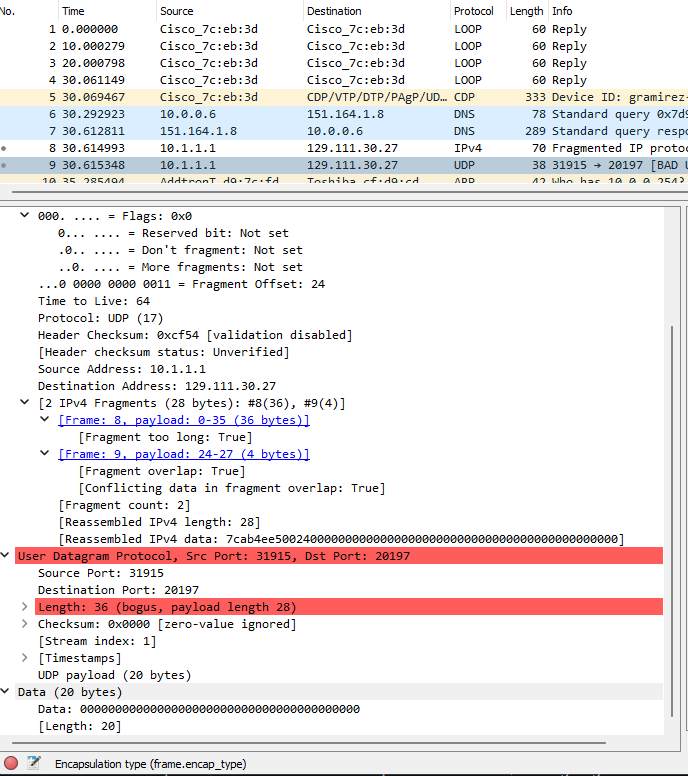 No. Time Source Destination Protocol Length Info
1 0.000000 Cisco_7c:eb:3d Cisco_7c:eb:3d LOOP 60 Reply
2 10.000279 Cisco_7c:eb:3d Cisco_7c:eb:3d LOOP 60 Reply
3 20.000798 Cisco_7c:eb:3d Cisco_7c:eb:3d LOOP 60 Reply
4 30.061149 Cisco_7c:eb:3d Cisco_7c:eb:3d LOOP 60 Reply
5 30.069467 Cisco_7c:eb:3d CDP/VTP/DTP/PAgP/UD… CDP 333 Device ID: gramirez-
6 30.292923 10.0.0.6 151.164.1.8 DNS 78 Standard query 0x7d9
7 30.612811 151.164.1.8 10.0.0.6 DNS 289 Standard query respo
8 30.614993 10.1.1.1 129.111.30.27 IPv4 70 Fragmented IP protoc
9 30.615348 10.1.1.1 129.111.30.27 UDP 38 31915 → 20197 [BAD U
10 35.285494 AddtronT_d9:7c:fd Toshiba_cf:d9:cd ARP 42 Who has 10.0.0.254?
000. .... = Flags: 0x0
0... .... = Reserved bit: Not set
.0.. .... = Don't fragment: Not set
..0. .... = More fragments: Not set
...0 0000 0000 0011 = Fragment Offset: 24
Time to Live: 64
Protocol: UDP (17)
Header Checksum: 0xcf54 [validation disabled]
[Header checksum status: Unverified]
Source Address: 10.1.1.1
Destination Address: 129.111.30.27
[2 IPv4 Fragments (28 bytes): #8(36), #9(4)]
[Frame: 8, payload: 0-35 (36 bytes)]
[Fragment too long: True]
[Frame: 9, payload: 24-27 (4 bytes)]
[Fragment overlap: True]
[Conflicting data in fragment overlap: True]
[Fragment count: 2]
[Reassembled IPv4 length: 28]
[Reassembled IPv4 data: 7cab4ee5002400000000000000000000000000000000000000000000]
User Datagram Protocol, Src Port: 31915, Dst Port: 20197
Source Port: 31915
Destination Port: 20197
Length: 36 (bogus, payload length 28)
Checksum: 0x0000 [zero-value ignored]
[Stream index: 1]
[Timestamps]
UDP payload (20 bytes)
Data (20 bytes)
Data: 0000000000000000000000000000000000000000
[Length: 20]
Encapsulation type (frame.encap_type)